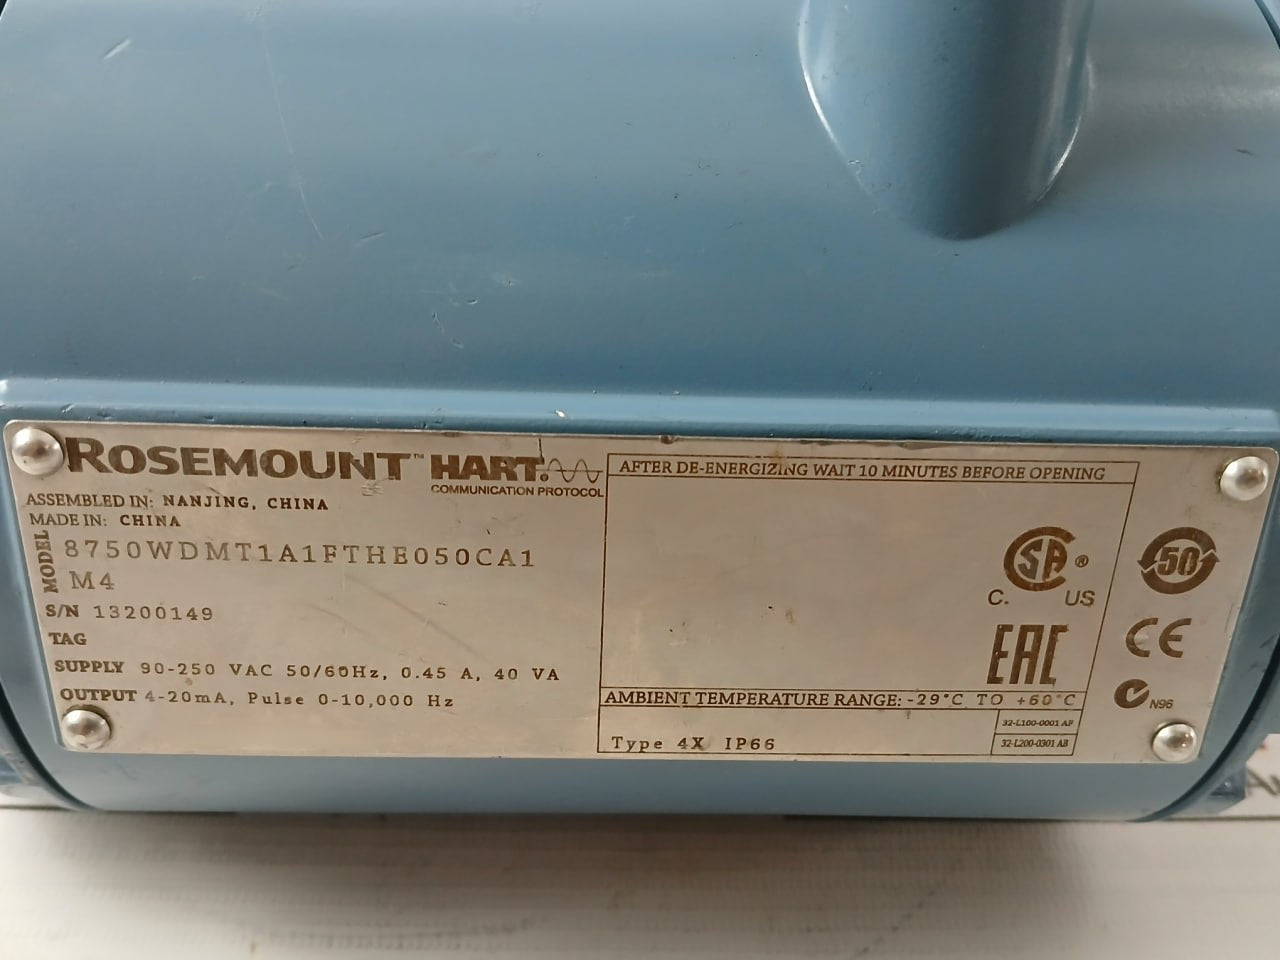 ROSEMOUNT™ HART
COMMUNICATION PROTOCOL
ASSEMBLED IN: NANJING, CHINA
MADE IN: CHINA
MODEL
8750WDMT1A1FTHE050CA1
M4
S/N 13200149
TAG
SUPPLY 90-250 VAC 50/60Hz, 0.45 A, 40 VA
OUTPUT 4-20mA, Pulse 0-10,000 Hz
AFTER DE-ENERGIZING WAIT 10 MINUTES BEFORE OPENING
SA ®
C. US
EAC
50
CE
N96
AMBIENT TEMPERATURE RANGE: -29°C TO +60°C
Type 4X IP66
32-L100-0001 AF
32-L200-0301 AB